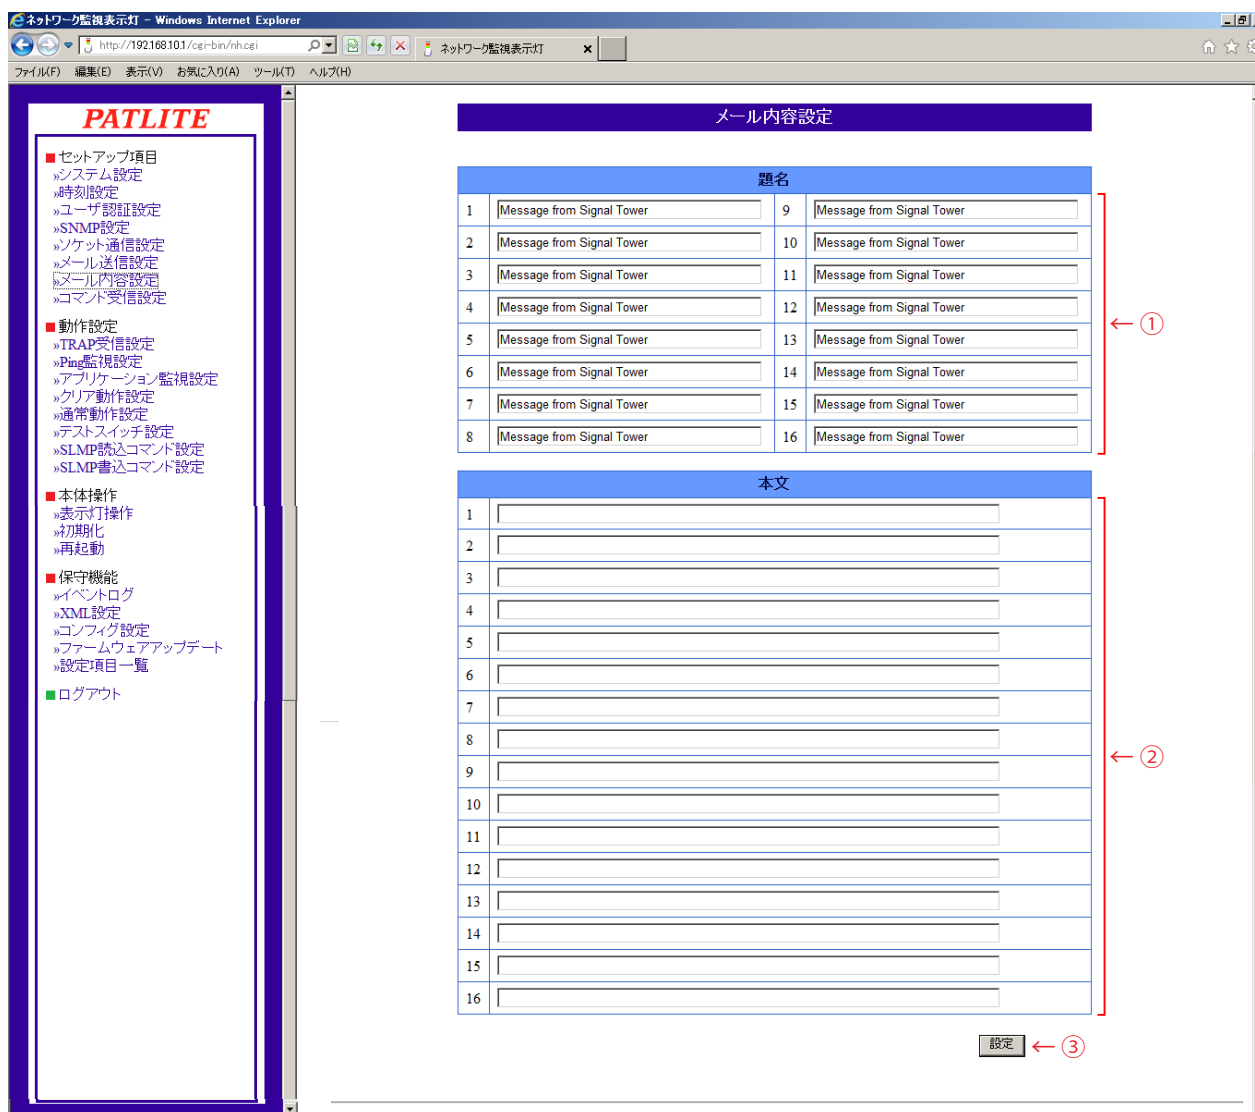 ネットワーク監視表示灯 - Windows Internet Explorer
http://192.168.10.1/cgi-bin/nh.cgi
ネットワーク監視表示灯
ファイル(F) 編集(E) 表示(V) お気に入り(A) ツール(T) ヘルプ(H)
PATLITE
セットアップ項目
»システム設定
»時刻設定
»ユーザ認証設定
»SNMP設定
»ソケット通信設定
»メール送信設定
»メール内容設定
»コマンド受信設定
動作設定
»TRAP受信設定
»Ping監視設定
»アプリケーション監視設定
»クリア動作設定
»通常動作設定
»テストスイッチ設定
»SLMP読込コマンド設定
»SLMP書込コマンド設定
本体操作
»表示灯操作
»初期化
»再起動
保守機能
»イベントログ
»XML設定
»コンフィグ設定
»ファームウェアアップデート
»設定項目一覧
ログアウト
メール内容設定
題名
1 Message from Signal Tower 9 Message from Signal Tower
2 Message from Signal Tower 10 Message from Signal Tower
3 Message from Signal Tower 11 Message from Signal Tower
4 Message from Signal Tower 12 Message from Signal Tower
5 Message from Signal Tower 13 Message from Signal Tower
6 Message from Signal Tower 14 Message from Signal Tower
7 Message from Signal Tower 15 Message from Signal Tower
8 Message from Signal Tower 16 Message from Signal Tower
← ①
本文
1
2
3
4
5
6
7
8
9
10
11
12
13
14
15
16
← ②
設定 ← ③